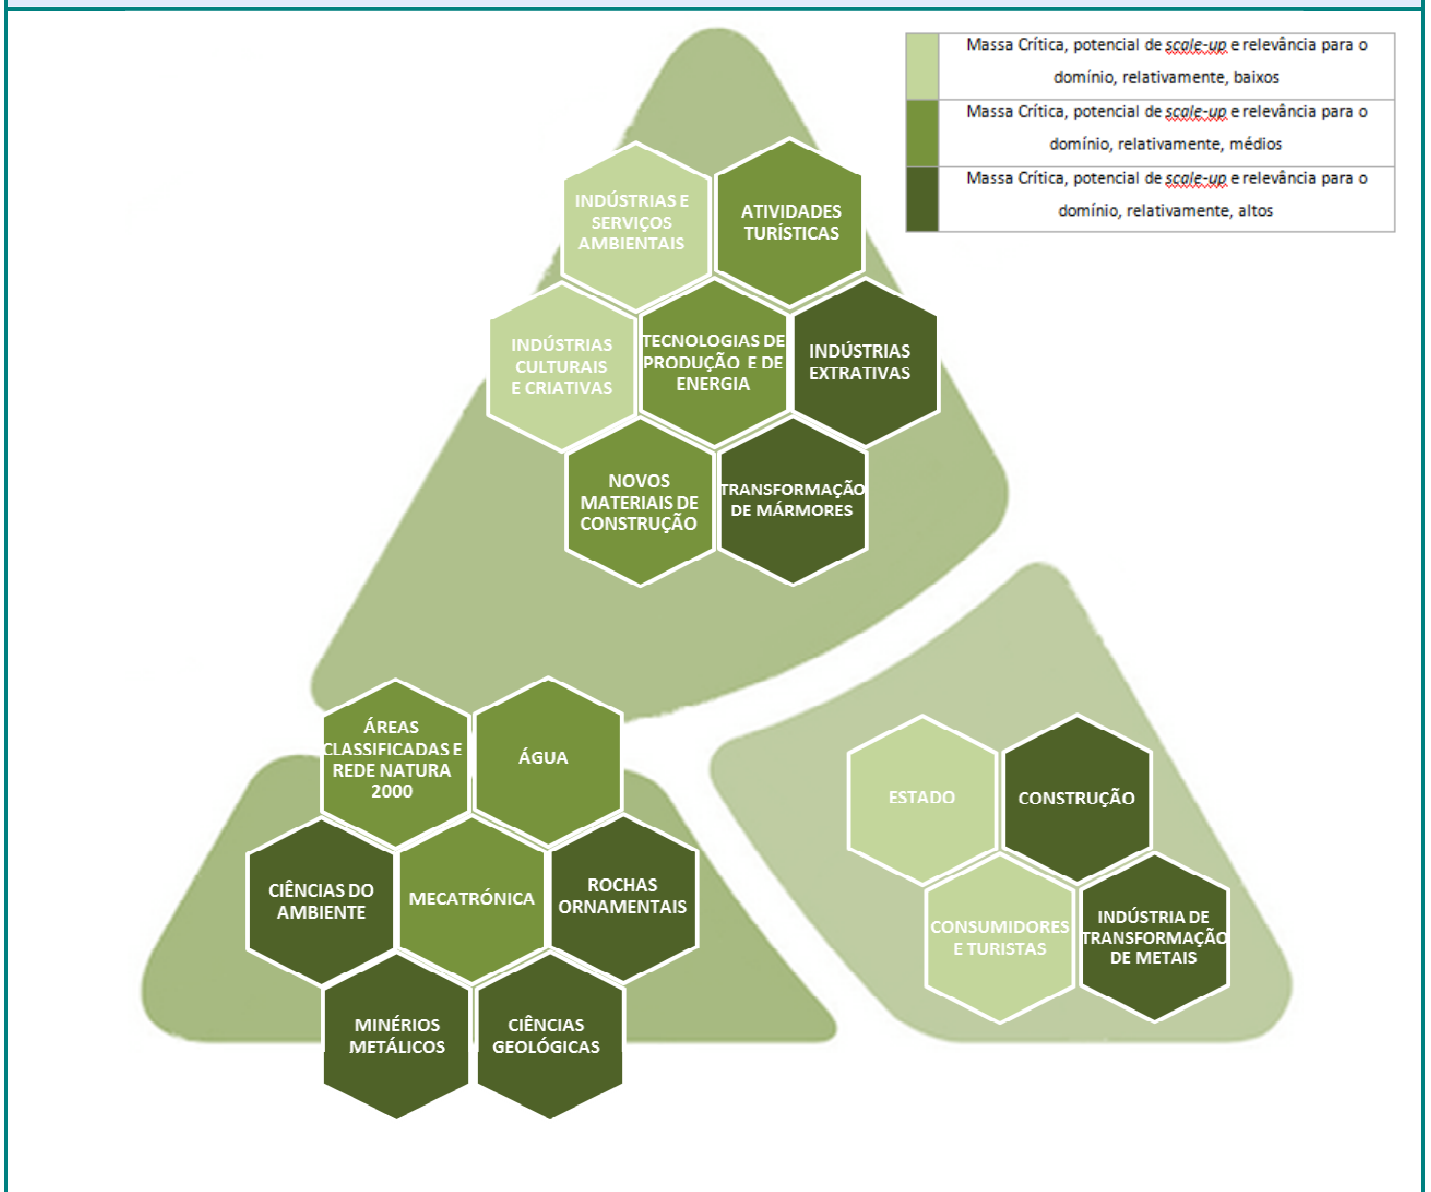 Massa Crítica, potencial de scale-up e relevância para o
domínio, relativamente, baixos
Massa Crítica, potencial de scale-up e relevância para o
domínio, relativamente, médios
Massa Crítica, potencial de scale-up e relevância para o
domínio, relativamente, altos
INDÚSTRIAS E
SERVIÇOS
AMBIENTAIS
ATIVIDADES
TURÍSTICAS
INDÚSTRIAS
CULTURAIS
E CRIATIVAS
TECNOLOGIAS DE
PRODUÇÃO E DE
ENERGIA
INDÚSTRIAS
EXTRATIVAS
NOVOS
MATERIAIS DE
CONSTRUÇÃO
TRANSFORMAÇÃO
DE MÁRMORES
ÁREAS
CLASSIFICADAS E
REDE NATURA
2000
ÁGUA
CIÊNCIAS DO
AMBIENTE
MECATRÓNICA
ROCHAS
ORNAMENTAIS
MINÉRIOS
METÁLICOS
CIÊNCIAS
GEOLÓGICAS
ESTADO
CONSTRUÇÃO
CONSUMIDORES
E TURISTAS
INDÚSTRIA DE
TRANSFORMAÇÃO
DE METAIS